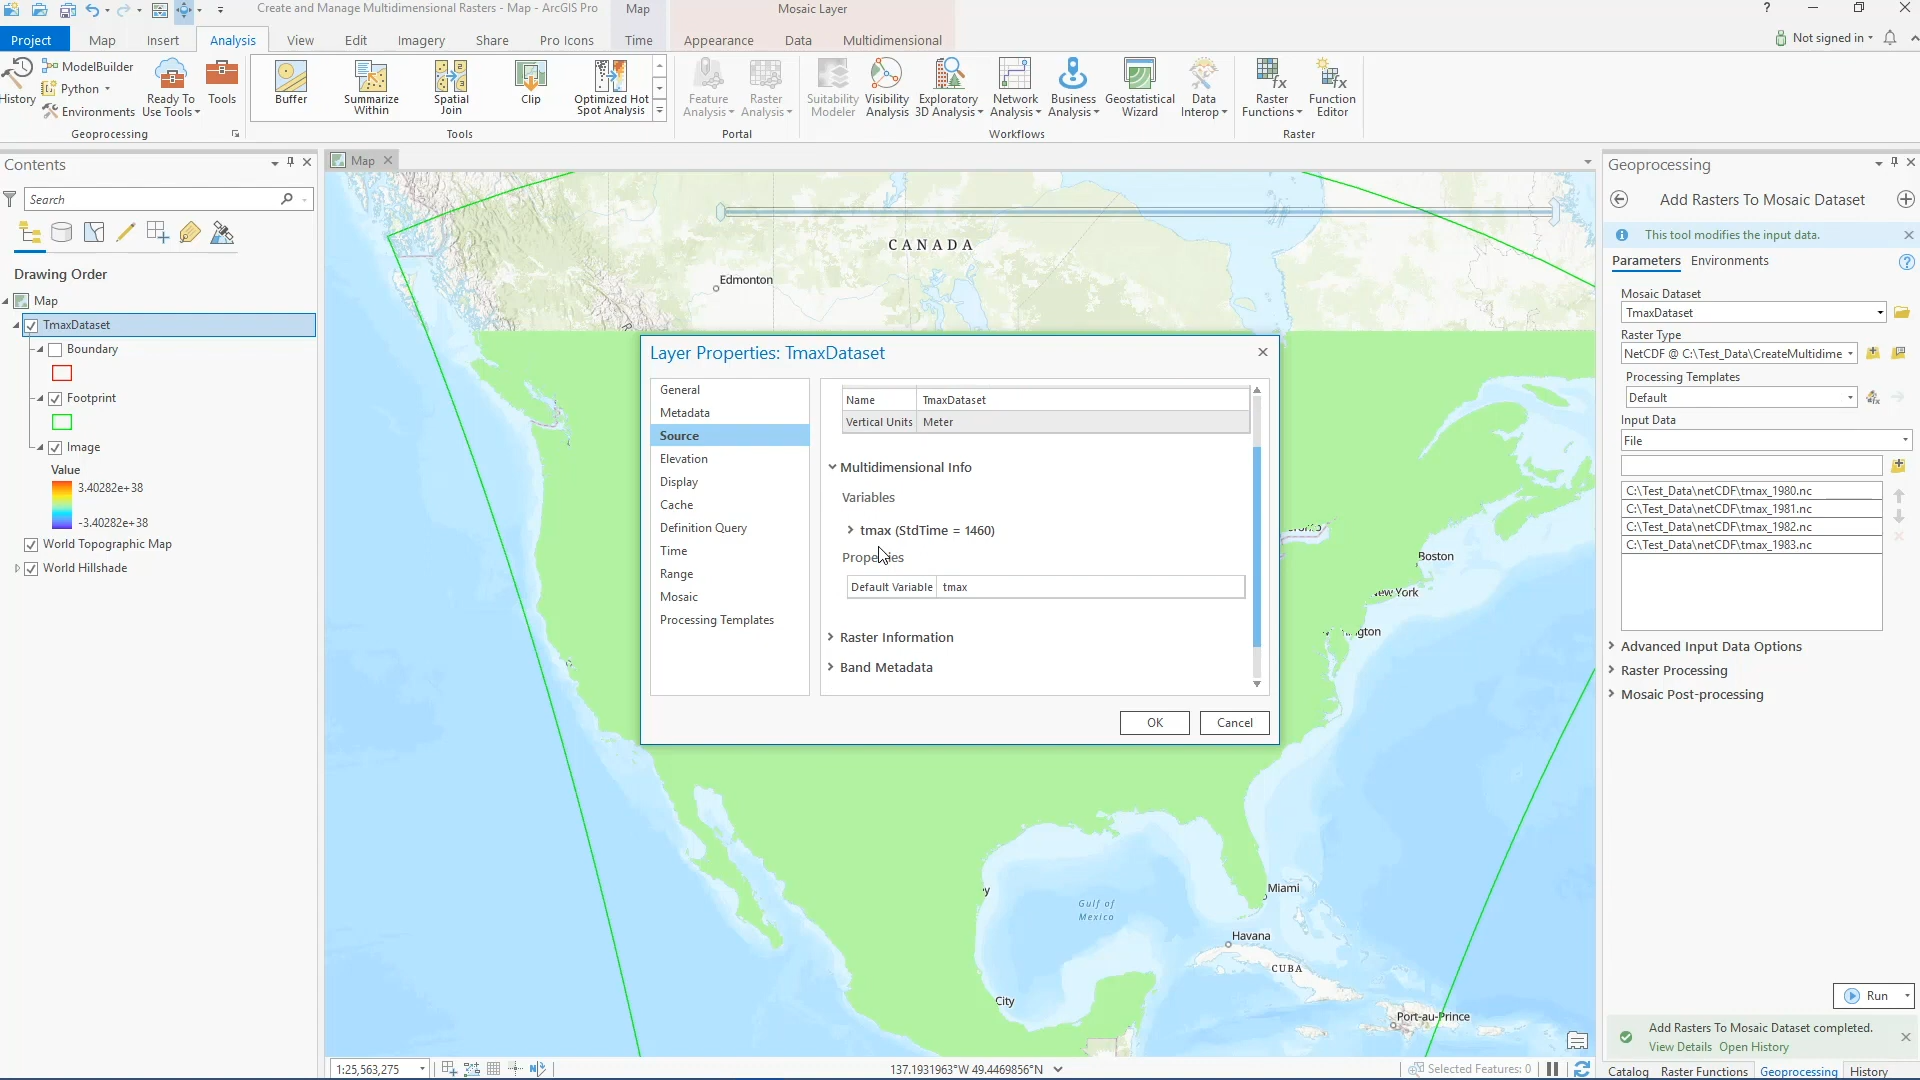 Create and Manage Multidimensional Rasters - Map - ArcGIS Pro
Map
Mosaic Layer
?
Project
Map
Insert
Analysis
View
Edit
Imagery
Share
Pro Icons
Time
Appearance
Data
Multidimensional
Not signed in
History
ModelBuilder
Python
Environments
Ready To
Use Tools
Tools
Geoprocessing
Buffer
Summarize
Within
Spatial
Join
Clip
Optimized Hot
Spot Analysis
Tools
Feature
Analysis
Raster
Analysis
Portal
Suitability
Modeler
Visibility
Analysis
Exploratory
3D Analysis
Network
Analysis
Business
Analysis
Geostatistical
Wizard
Data
Interop
Workflows
Raster
Functions
Function
Editor
Raster
Contents
Search
Drawing Order
Map
TmaxDataset
Boundary
Footprint
Image
Value
3.40282e+38
-3.40282e+38
World Topographic Map
World Hillshade
Map
CANADA
Edmonton
Boston
ew York
gton
Miami
Gulf of
Mexico
Havana
CUBA
City
Port-au-Prince
Layer Properties: TmaxDataset
General
Metadata
Source
Elevation
Display
Cache
Definition Query
Time
Range
Mosaic
Processing Templates
Name TmaxDataset
Vertical Units Meter
Multidimensional Info
Variables
tmax (StdTime = 1460)
Properties
Default Variable tmax
Raster Information
Band Metadata
OK
Cancel
1:25,563,275
137.1931963°W 49.4469856°N
Selected Features: 0
Geoprocessing
Add Rasters To Mosaic Dataset
This tool modifies the input data.
Parameters Environments
?
Mosaic Dataset
TmaxDataset
Raster Type
NetCDF @ C:\Test_Data\CreateMultidime
Processing Templates
Default
Input Data
File
C:\Test_Data\netCDF\tmax_1980.nc
C:\Test_Data\netCDF\tmax_1981.nc
C:\Test_Data\netCDF\tmax_1982.nc
C:\Test_Data\netCDF\tmax_1983.nc
Advanced Input Data Options
Raster Processing
Mosaic Post-processing
Run
Add Rasters To Mosaic Dataset completed.
View Details Open History
Catalog Raster Functions Geoprocessing History